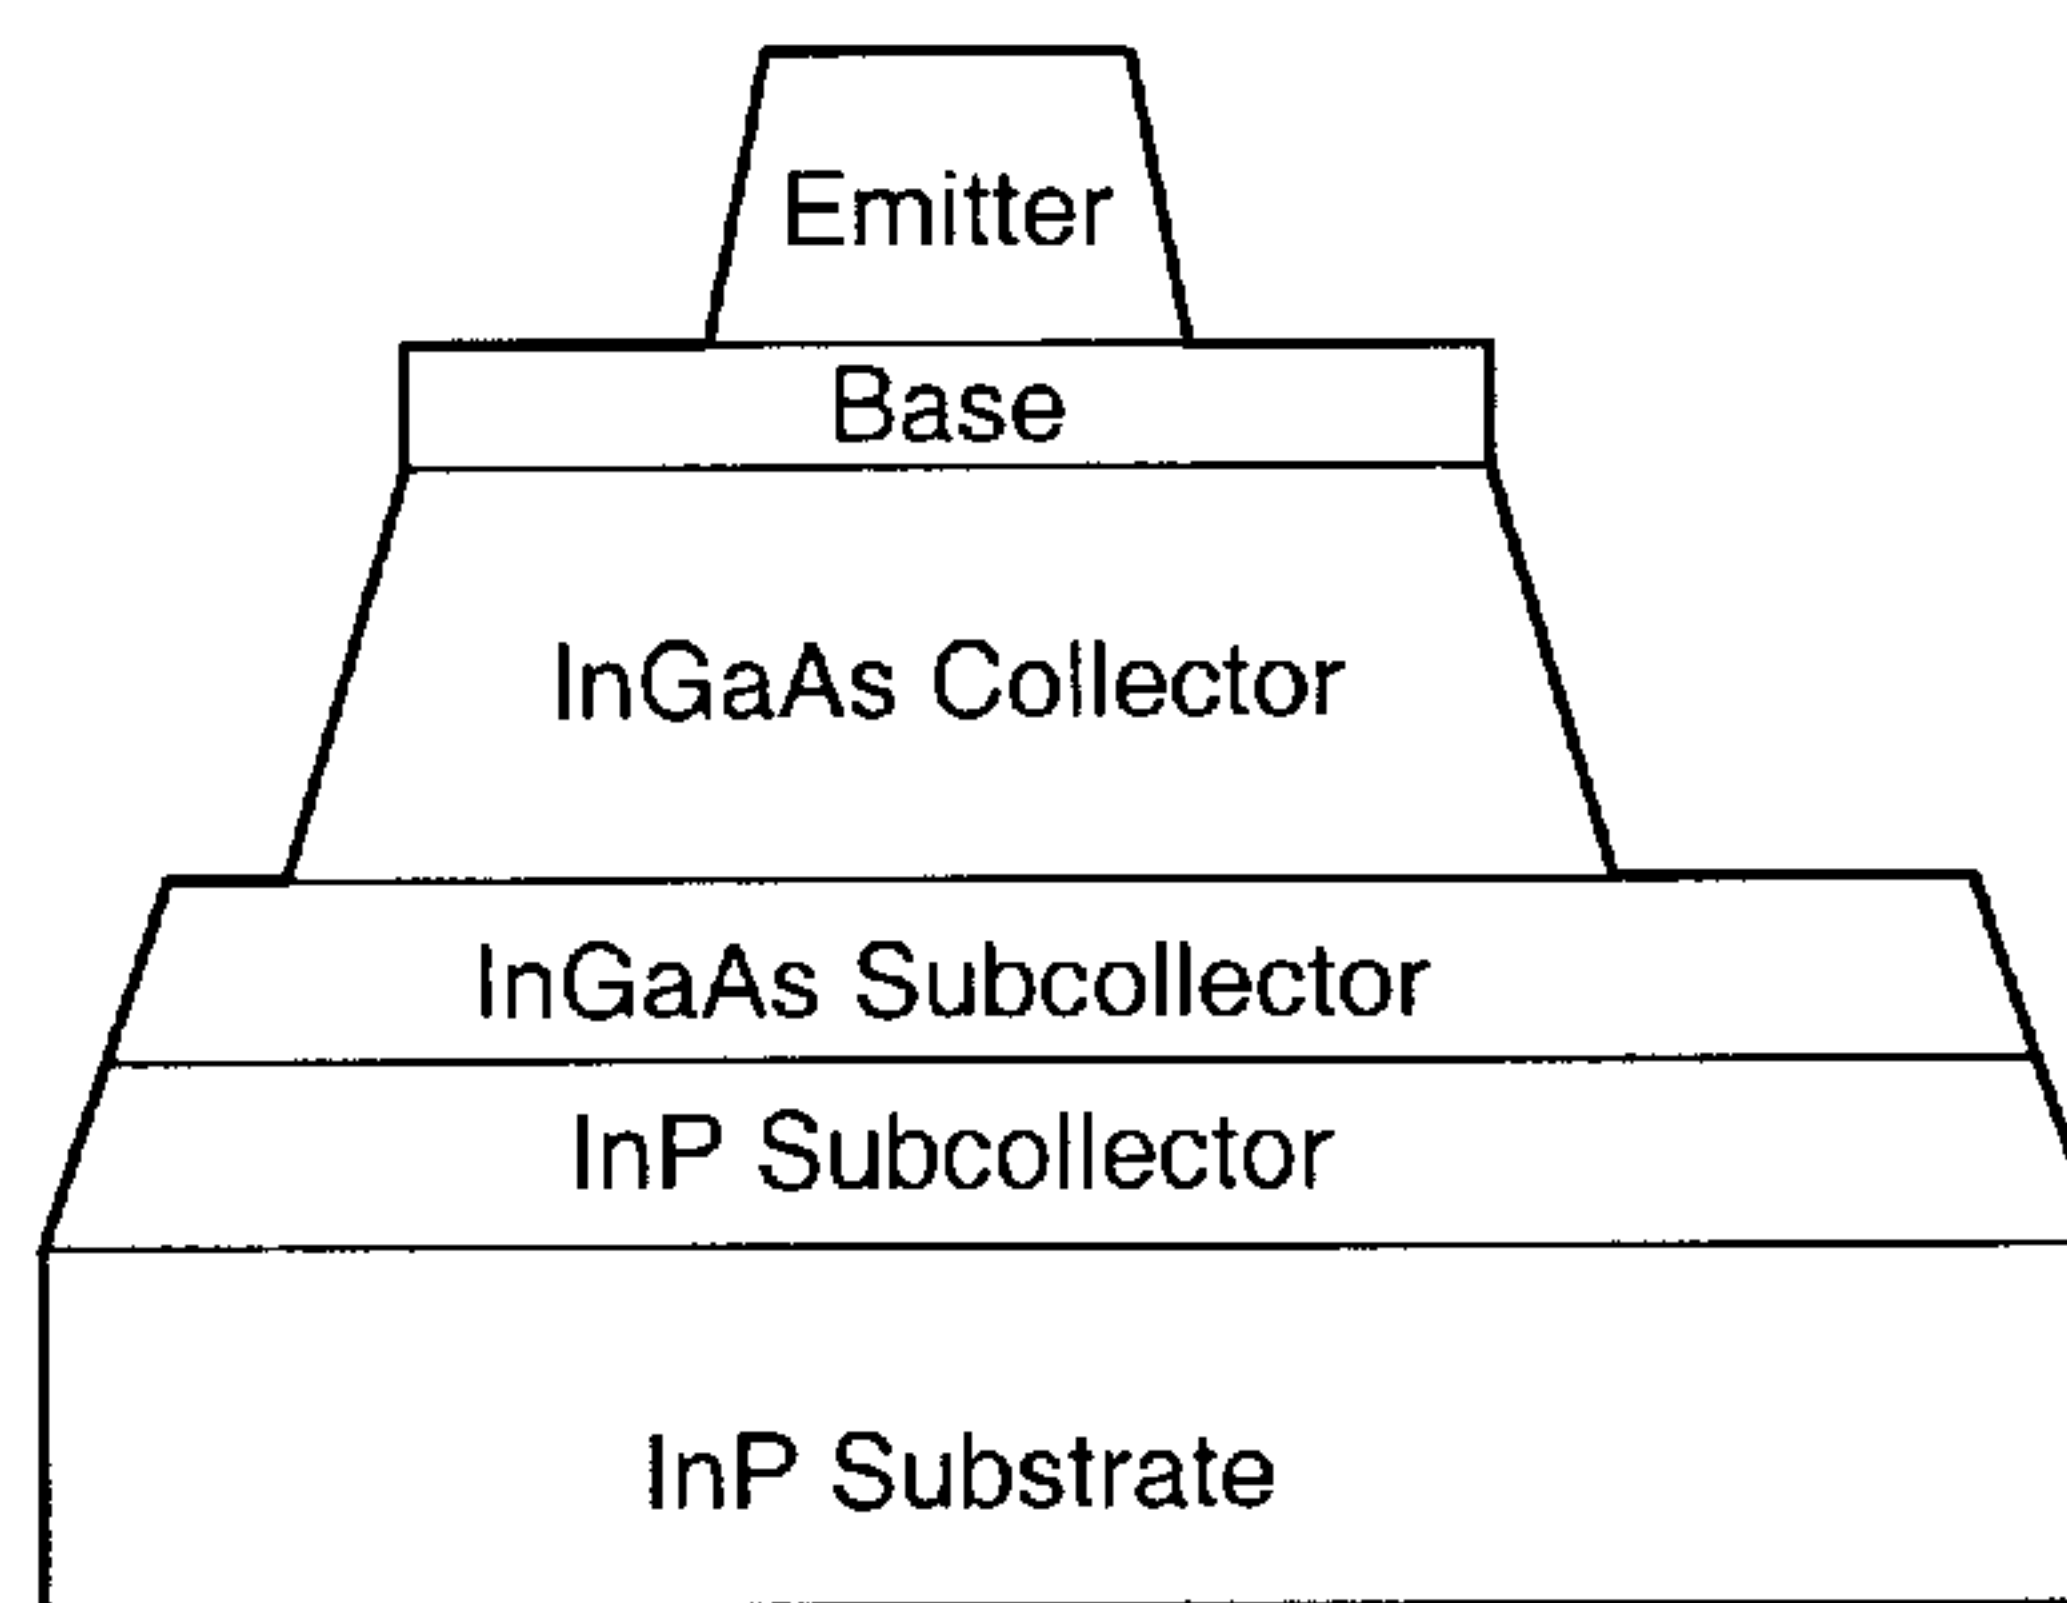 Emitter
Base
InGaAs Collector
InGaAs Subcollector
InP Subcollector
InP Substrate